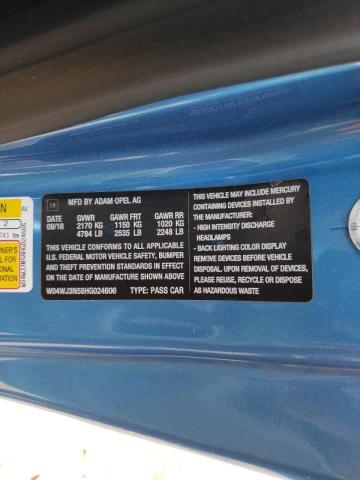 GM
MFD BY ADAM OPEL AG
DATE GVWR GAWR FRT GAWR RR
09/16 2170 KG 1150 KG 1020 KG
4784 LB 2535 LB 2248 LB
THIS VEHICLE CONFORMS TO ALL APPLICABLE
U.S. FEDERAL MOTOR VEHICLE SAFETY, BUMPER
AND THEFT PREVENTION STANDARDS IN EFFECT
ON THE DATE OF MANUFACTURE SHOWN ABOVE
W04WJ3N58HG024606 TYPE: PASS CAR
THIS VEHICLE MAY INCLUDE MERCURY
CONTAINING DEVICES INSTALLED BY THE
MANUFACTURER:
- HIGH INTENSITY DISCHARGE
HEADLAMPS
- BACK LIGHTING COLOR DISPLAY
REMOVE DEVICES BEFORE VEHICLE
DISPOSAL. UPON REMOVAL OF DEVICES
PLEASE REUSE, RECYCLE OR DISPOSE
AS HAZARDOUS WASTE
2
W04WJ3N58HG024606